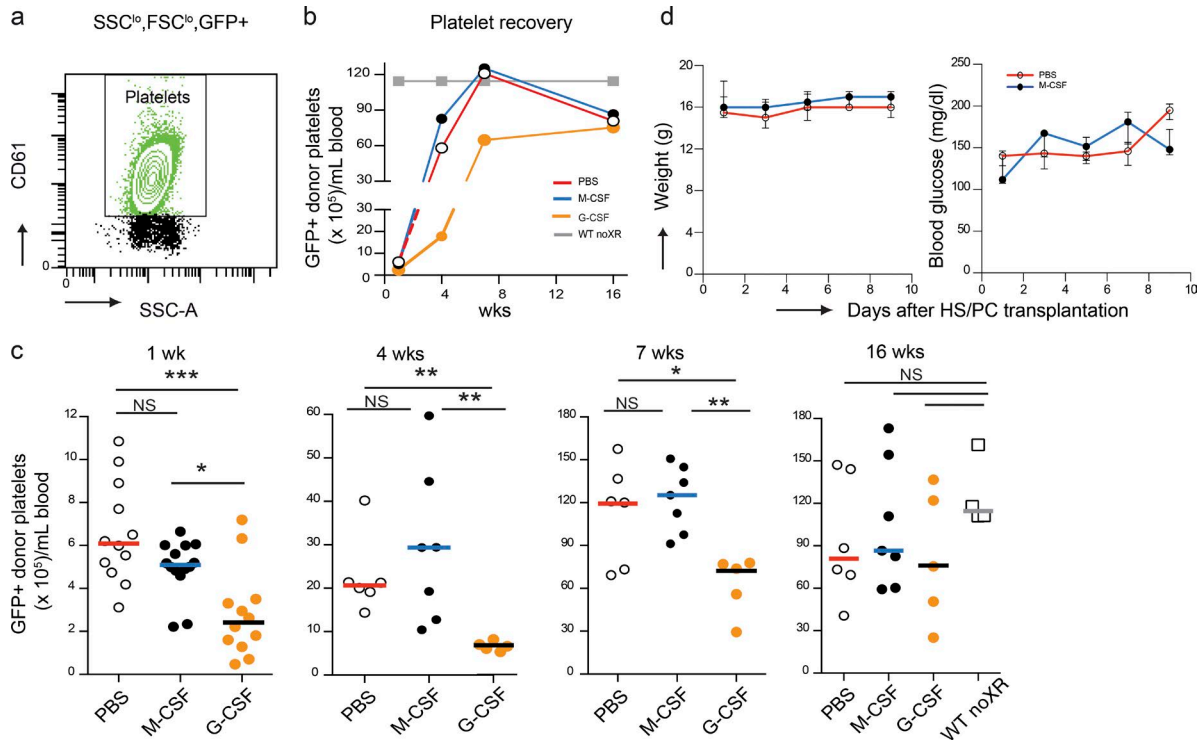 a
SSClo,FSClo,GFP+
CD61
Platelets
0
0
SSC-A
b
Platelet recovery
GFP+ donor platelets
(x 105)/mL blood
120
90
60
30
30
20
10
0
PBS
M-CSF
G-CSF
WT noXR
0 4 8 12 16
wks
d
Weight (g)
20
16
12
8
4
0
0 2 4 6 8 10
Blood glucose (mg/dl)
250
200
150
100
50
0
PBS
M-CSF
0 2 4 6 8 10
Days after HS/PC transplantation
c
GFP+ donor platelets
(x 105)/mL blood
1 wk
***
NS
*
12
10
8
6
4
2
0
PBS M-CSF G-CSF
4 wks
**
NS **
60
50
40
30
20
10
0
PBS M-CSF G-CSF
7 wks
*
NS **
180
150
120
90
60
30
0
PBS M-CSF G-CSF
16 wks
NS
180
150
120
90
60
30
0
PBS M-CSF G-CSF WT noXR